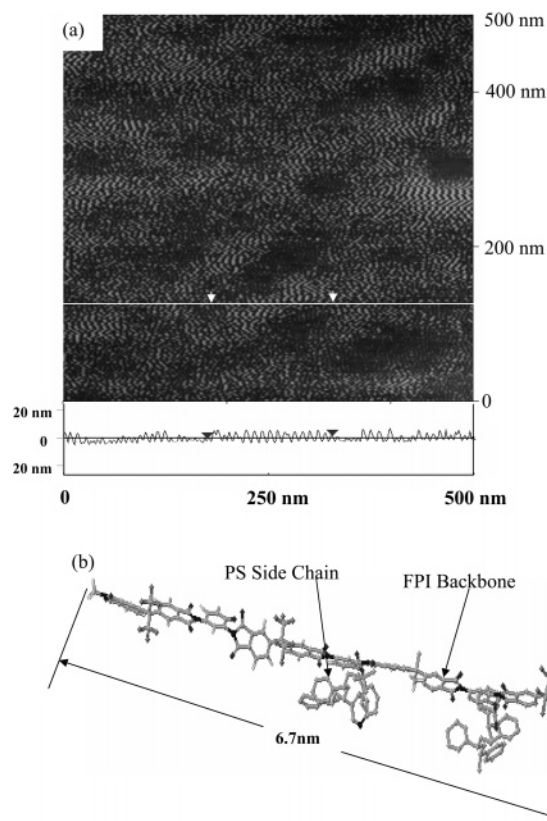 (a)
500 nm
400 nm
200 nm
0
20 nm
0
20 nm
0 250 nm 500 nm
(b)
PS Side Chain
FPI Backbone
6.7nm